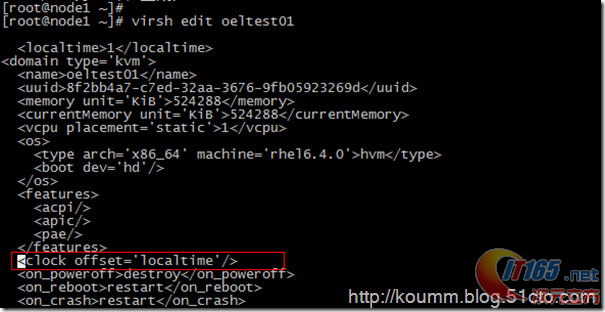 [root@node1 ~]#
[root@node1 ~]# virsh edit oeltest01
<localtime>1</localtime>
<domain type='kvm'>
<name>oeltest01</name>
<uuid>8f2bb4a7-c7ed-32aa-3676-9fb05923269d</uuid>
<memory unit='KiB'>524288</memory>
<currentMemory unit='KiB'>524288</currentMemory>
<vcpu placement='static'>1</vcpu>
<os>
<type arch='x86_64' machine='rhel6.4.0'>hvm</type>
<boot dev='hd'/>
</os>
<features>
<acpi/>
<apic/>
<pae/>
</features>
<clock offset='localtime'/>
<on_poweroff>destroy</on_poweroff>
<on_reboot>restart</on_reboot>
<on_crash>restart</on_crash>
IT165.net
http://koumm.blog.51cto.com